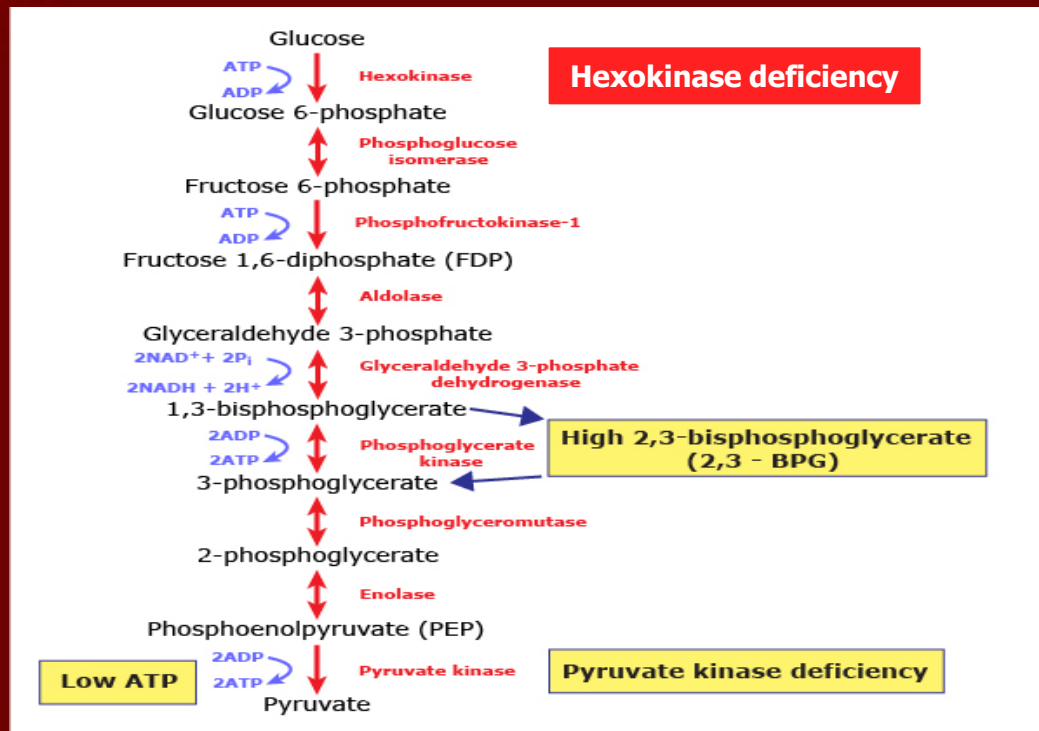 Glucose
Hexokinase deficiency
ATP
Hexokinase
ADP
Glucose 6-phosphate
Phosphoglucose
isomerase
Fructose 6-phosphate
ATP
Phosphofructokinase-1
ADP
Fructose 1,6-diphosphate (FDP)
Aldolase
Glyceraldehyde 3-phosphate
2NAD⁺ + 2Pᵢ
Glyceraldehyde 3-phosphate
dehydrogenase
2NADH + 2H⁺
1,3-bisphosphoglycerate
High 2,3-bisphosphoglycerate
(2,3 - BPG)
2ADP
Phosphoglycerate
kinase
2ATP
3-phosphoglycerate
Phosphoglyceromutase
2-phosphoglycerate
Enolase
Phosphoenolpyruvate (PEP)
2ADP
Pyruvate kinase
2ATP
Low ATP
Pyruvate kinase deficiency
Pyruvate